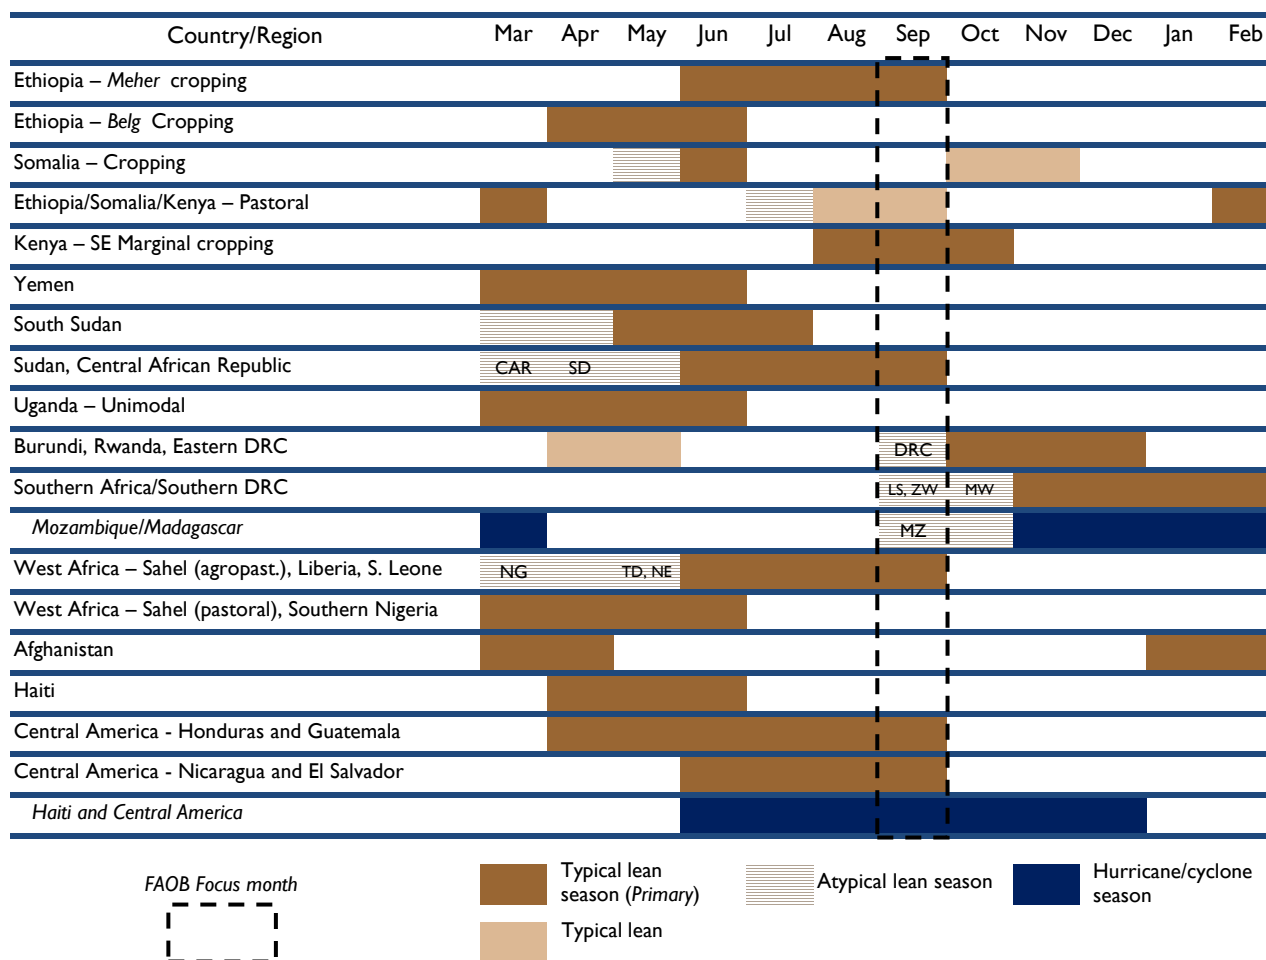 Country/Region Mar Apr May Jun Jul Aug Sep Oct Nov Dec Jan Feb
Ethiopia – Meher cropping
Ethiopia – Belg Cropping
Somalia – Cropping
Ethiopia/Somalia/Kenya – Pastoral
Kenya – SE Marginal cropping
Yemen
South Sudan
Sudan, Central African Republic CAR SD
Uganda – Unimodal
Burundi, Rwanda, Eastern DRC DRC
Southern Africa/Southern DRC LS, ZW MW
Mozambique/Madagascar MZ
West Africa – Sahel (agropast.), Liberia, S. Leone NG TD, NE
West Africa – Sahel (pastoral), Southern Nigeria
Afghanistan
Haiti
Central America - Honduras and Guatemala
Central America - Nicaragua and El Salvador
Haiti and Central America
FAOB Focus month
Typical lean
season (Primary)
Typical lean
Atypical lean season
Hurricane/cyclone
season